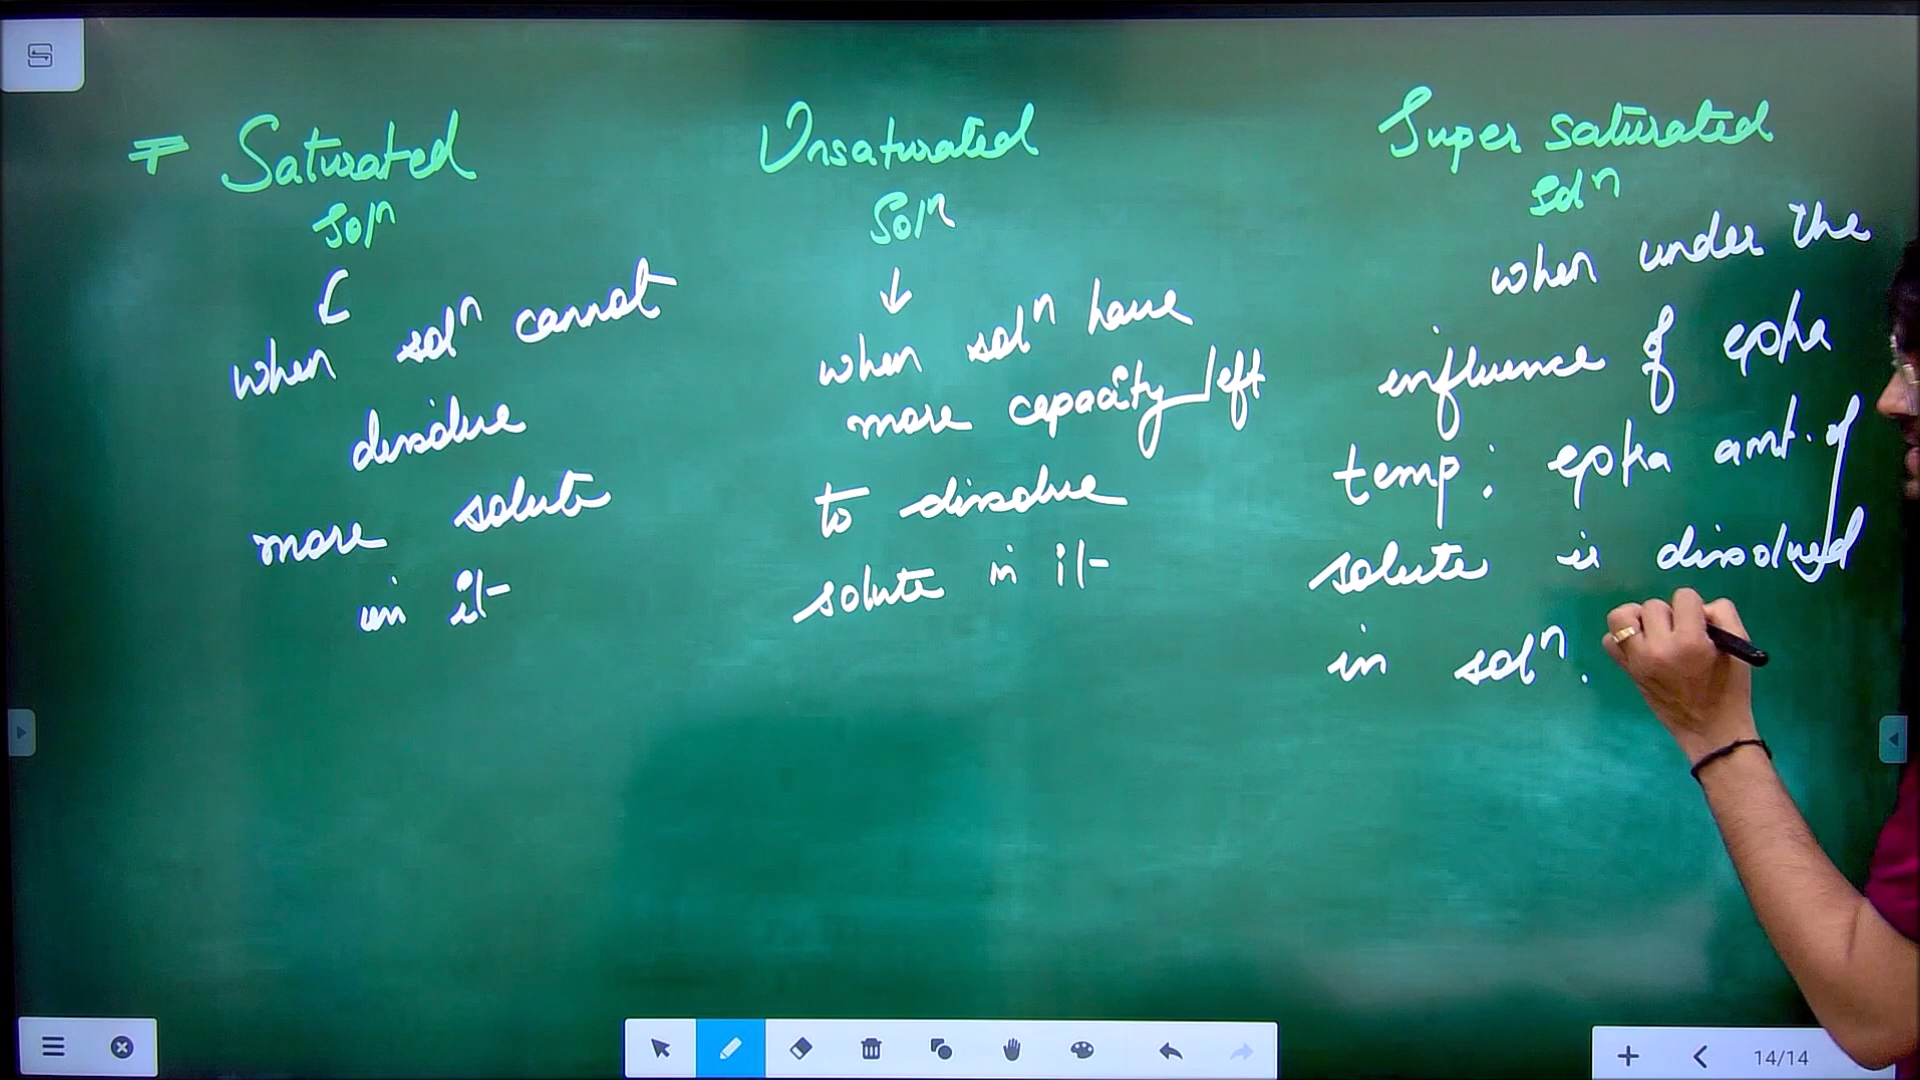 Saturated
Solⁿ
when solⁿ cannot
dissolve
more solute
in it
Unsaturated
Solⁿ
when solⁿ have
more capacity left
to dissolve
solute in it
Super saturated
Solⁿ
when under the
influence of extra
temp: extra amt. of
solute is dissolved
in solⁿ.
14/14